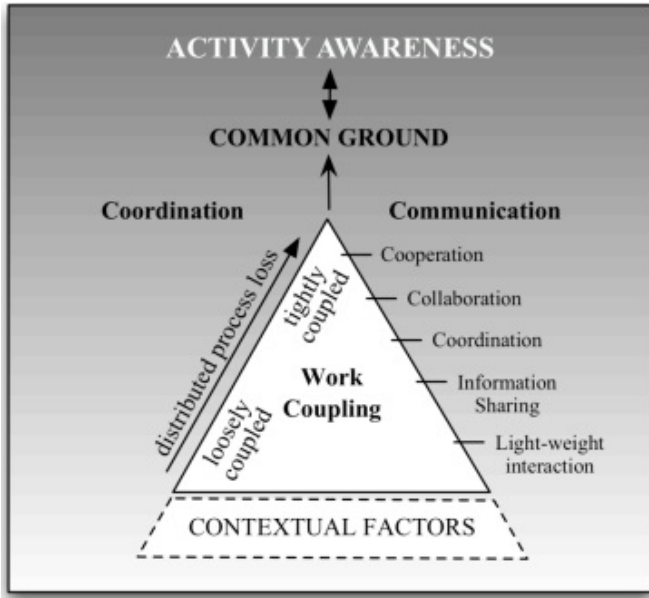 ACTIVITY AWARENESS
COMMON GROUND
Coordination
Communication
distributed process loss
tightly
coupled
loosely
coupled
Work
Coupling
Cooperation
Collaboration
Coordination
Information
Sharing
Light-weight
interaction
CONTEXTUAL FACTORS